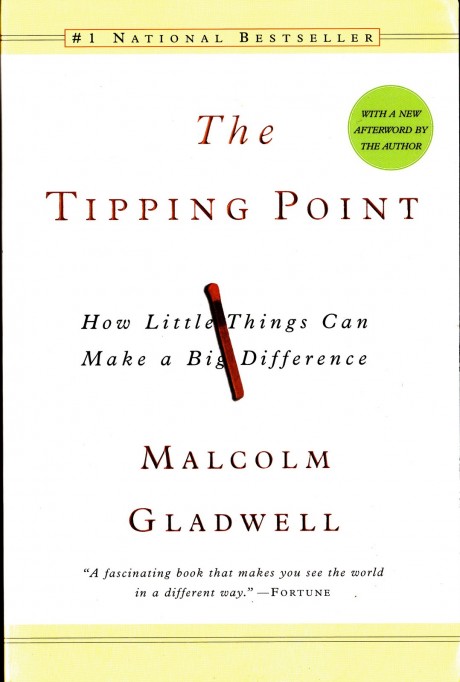 #1 NATIONAL BESTSELLER
WITH A NEW
AFTERWORD BY
THE AUTHOR
The
TIPPING POINT
How Little Things Can
Make a Big Difference
MALCOLM
GLADWELL
“A fascinating book that makes you see the world
in a different way.” —FORTUNE